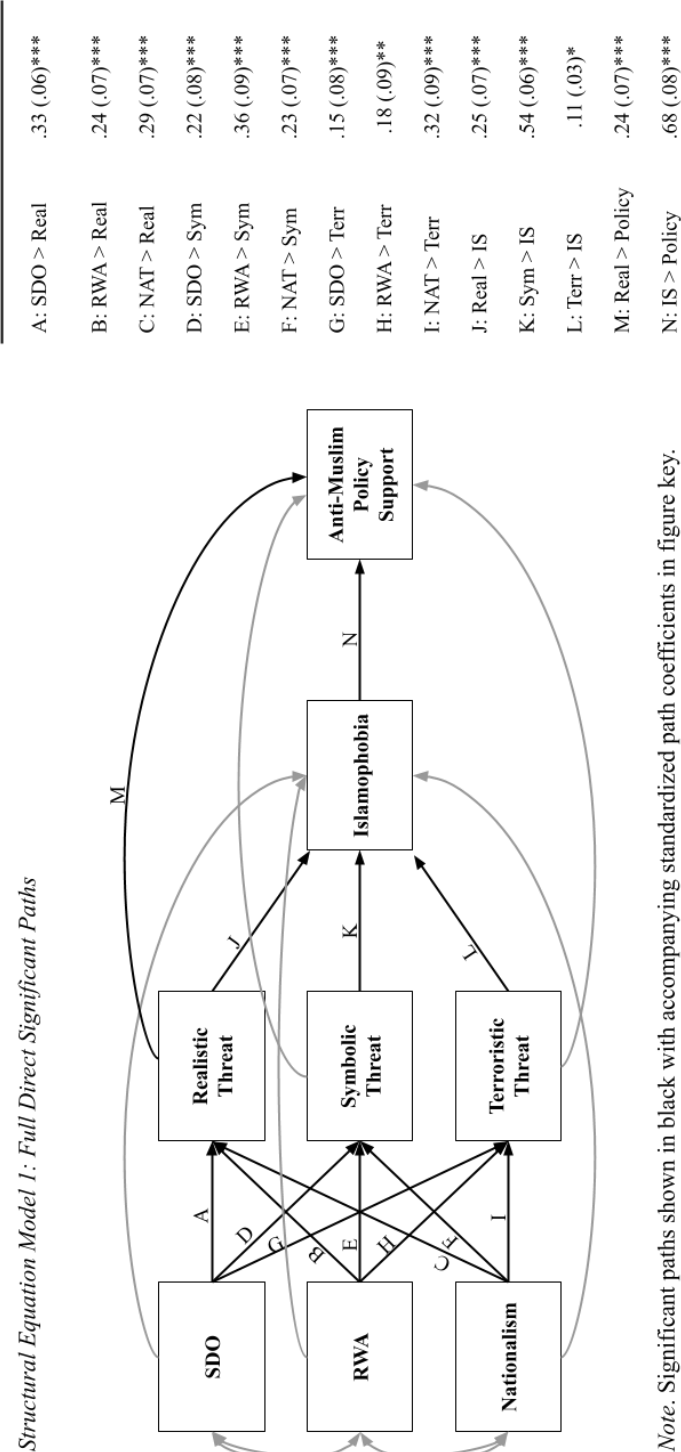 Structural Equation Model 1: Full Direct Significant Paths
M
SDO
RWA
Nationalism
A
D
G
B
E
H
C
F
I
Realistic
Threat
Symbolic
Threat
Terroristic
Threat
J
K
L
Islamophobia
N
Anti-Muslim
Policy
Support
A: SDO > Real .33 (.06)***
B: RWA > Real .24 (.07)***
C: NAT > Real .29 (.07)***
D: SDO > Sym .22 (.08)***
E: RWA > Sym .36 (.09)***
F: NAT > Sym .23 (.07)***
G: SDO > Terr .15 (.08)***
H: RWA > Terr .18 (.09)**
I: NAT > Terr .32 (.09)***
J: Real > IS .25 (.07)***
K: Sym > IS .54 (.06)***
L: Terr > IS .11 (.03)*
M: Real > Policy .24 (.07)***
N: IS > Policy .68 (.08)***
Note. Significant paths shown in black with accompanying standardized path coefficients in figure key.